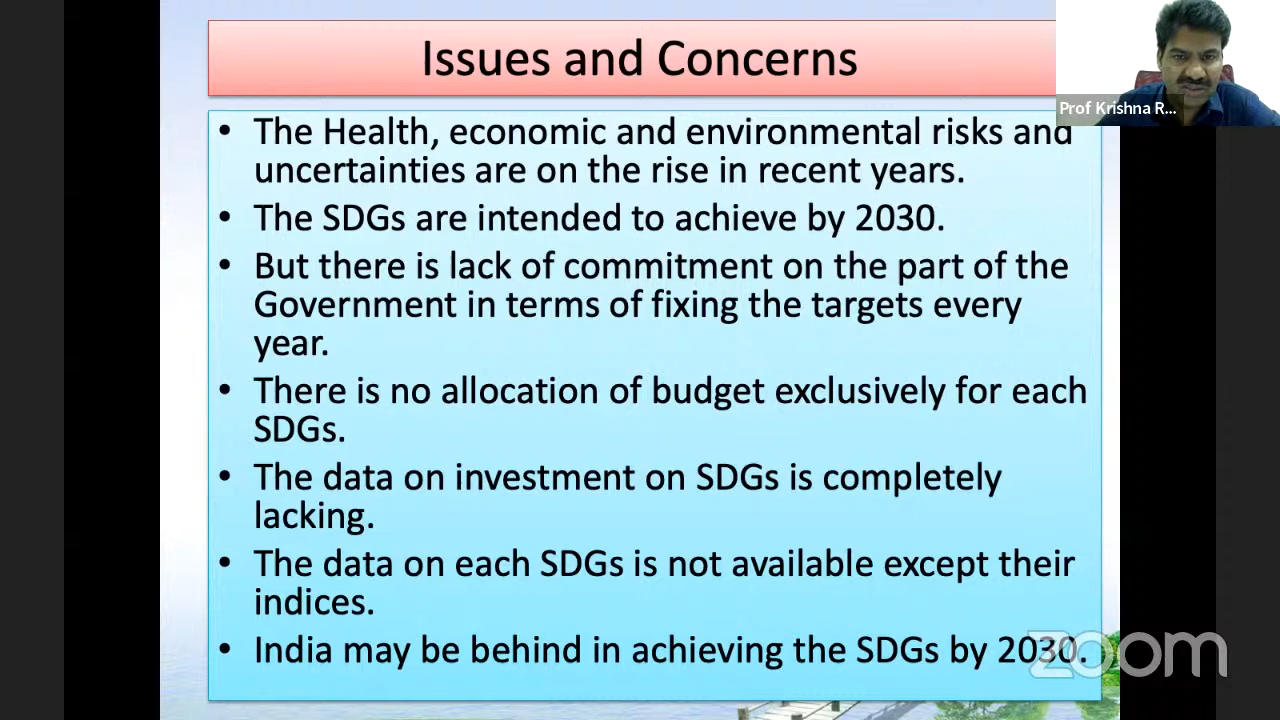 Issues and Concerns
Prof Krishna R...
• The Health, economic and environmental risks and
uncertainties are on the rise in recent years.
• The SDGs are intended to achieve by 2030.
• But there is lack of commitment on the part of the
Government in terms of fixing the targets every
year.
• There is no allocation of budget exclusively for each
SDGs.
• The data on investment on SDGs is completely
lacking.
• The data on each SDGs is not available except their
indices.
• India may be behind in achieving the SDGs by 2030.
zoom